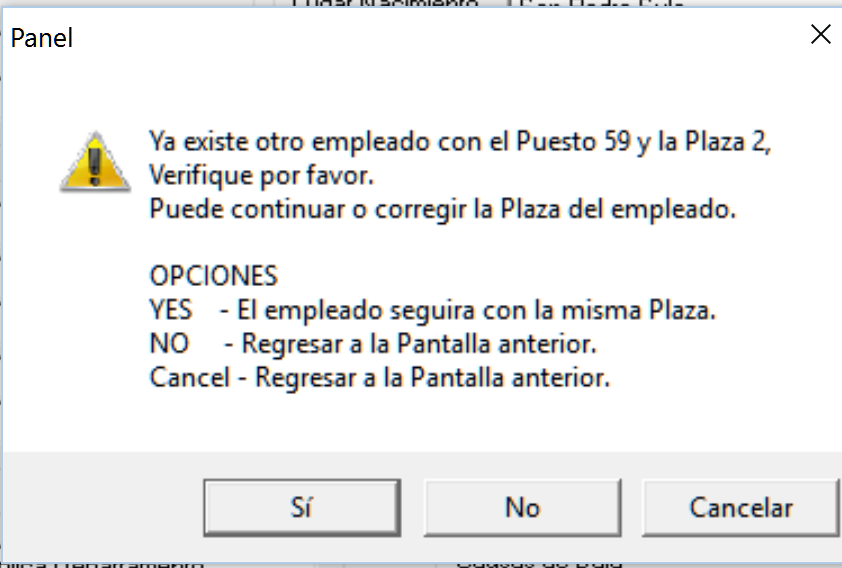 Lugar Nacimiento
Panel
Ya existe otro empleado con el Puesto 59 y la Plaza 2,
Verifique por favor.
Puede continuar o corregir la Plaza del empleado.
OPCIONES
YES - El empleado seguira con la misma Plaza.
NO - Regresar a la Pantalla anterior.
Cancel - Regresar a la Pantalla anterior.
Sí No Cancelar